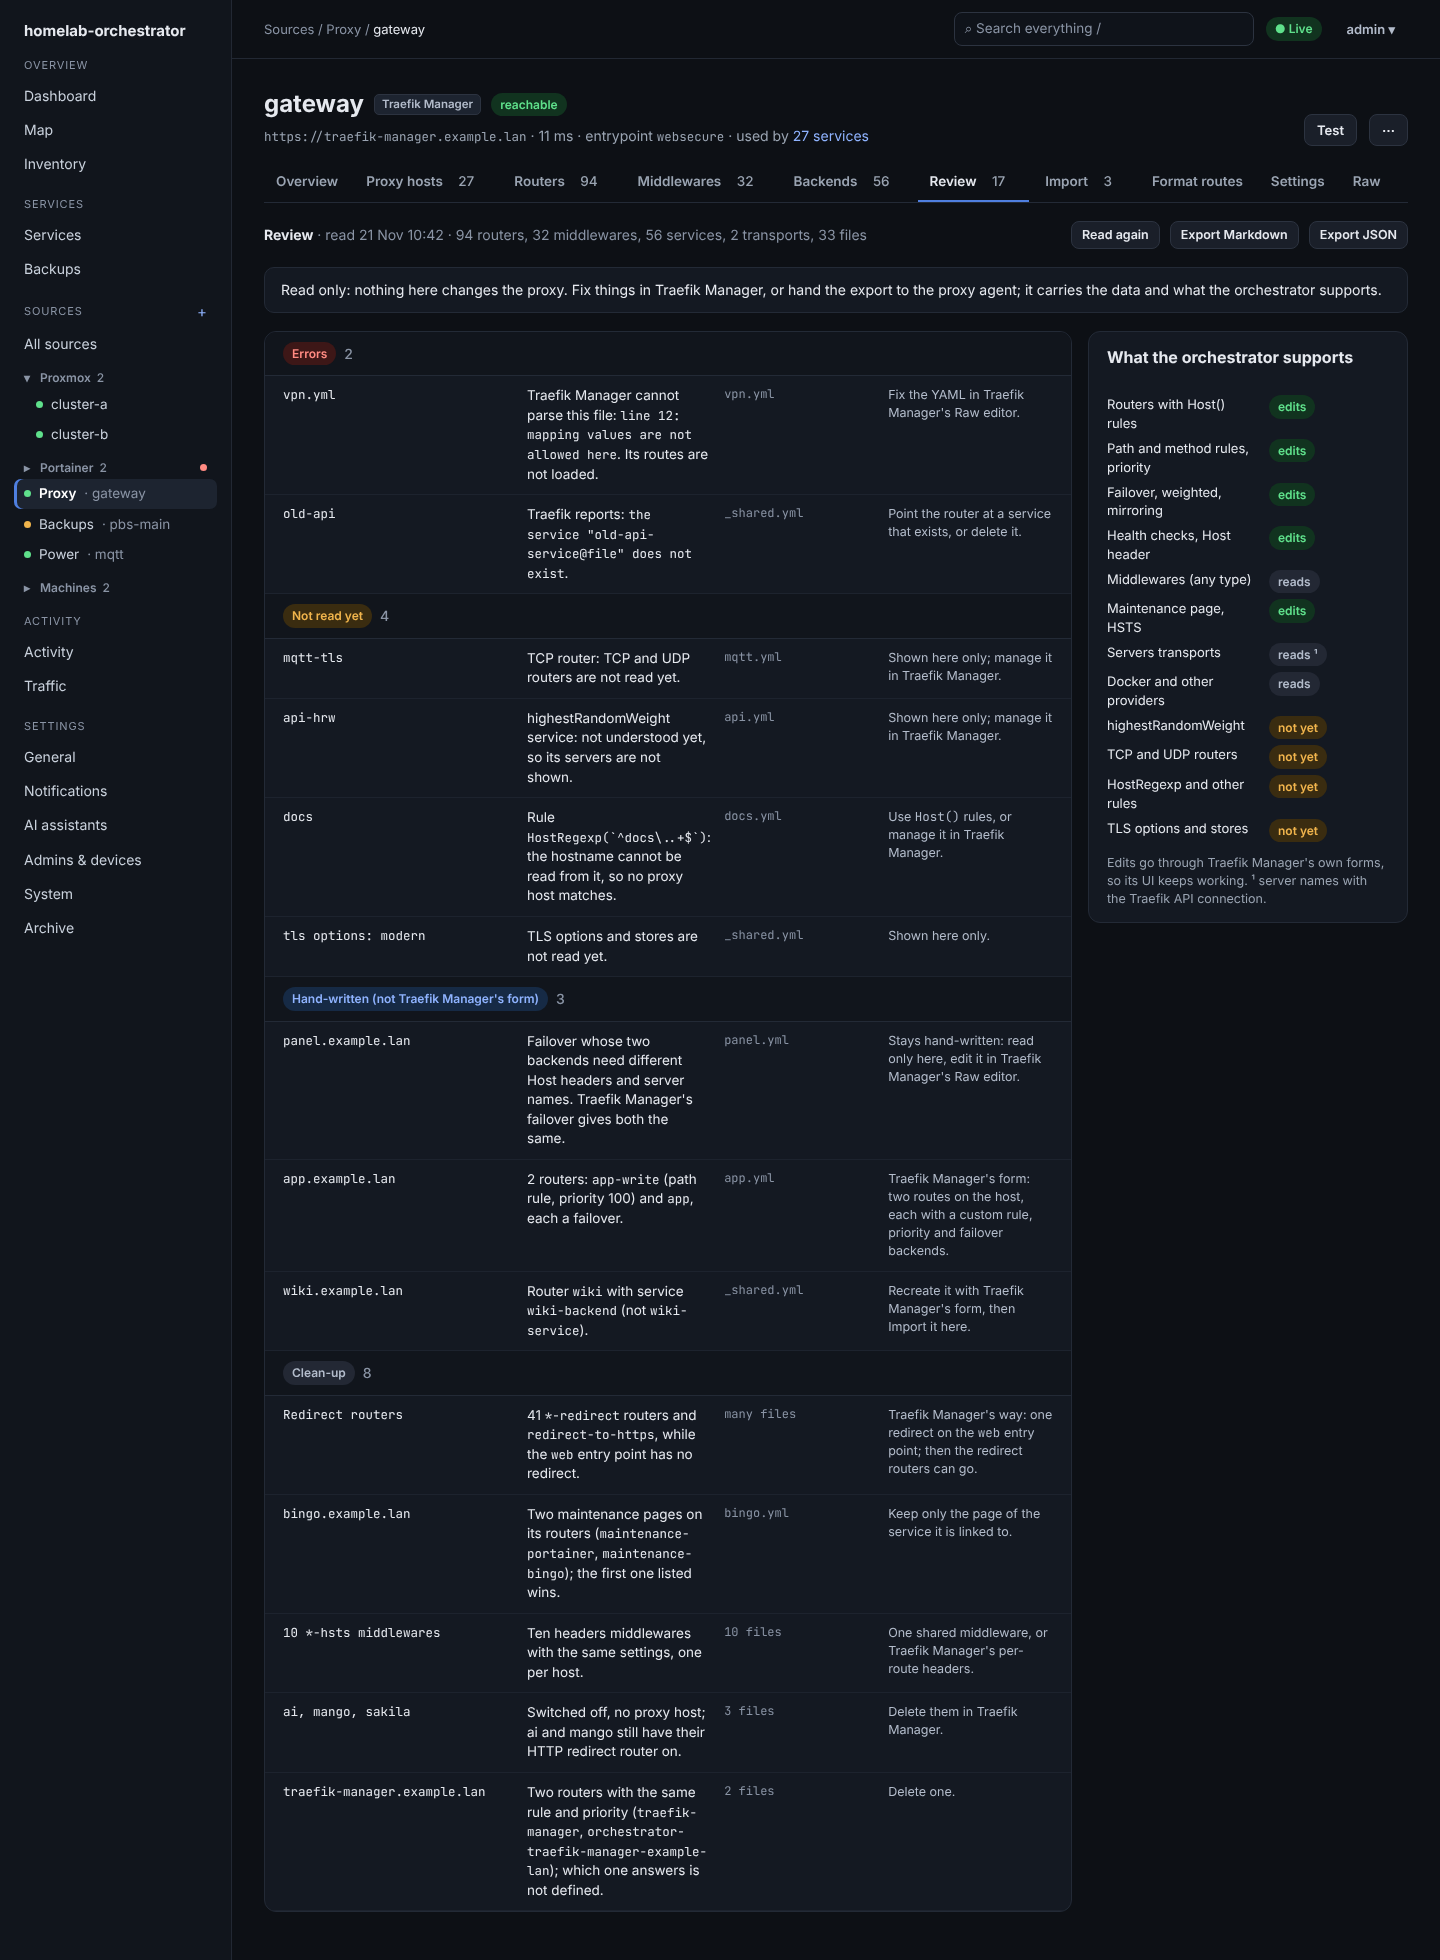 homelab-orchestrator
OVERVIEW
Dashboard
Map
Inventory
SERVICES
Services
Backups
SOURCES +
All sources
▾ Proxmox 2
cluster-a
cluster-b
▸ Portainer 2
Proxy · gateway
Backups · pbs-main
Power · mqtt
▸ Machines 2
ACTIVITY
Activity
Traffic
SETTINGS
General
Notifications
AI assistants
Admins & devices
System
Archive
Sources / Proxy / gateway
⌕ Search everything /
● Live
admin ▾
gateway Traefik Manager reachable
https://traefik-manager.example.lan · 11 ms · entrypoint websecure · used by 27 services
Test
⋯
Overview Proxy hosts 27 Routers 94 Middlewares 32 Backends 56 Review 17 Import 3 Format routes Settings Raw
Review · read 21 Nov 10:42 · 94 routers, 32 middlewares, 56 services, 2 transports, 33 files
Read again
Export Markdown
Export JSON
Read only: nothing here changes the proxy. Fix things in Traefik Manager, or hand the export to the proxy agent; it carries the data and what the orchestrator supports.
Errors 2
vpn.yml
Traefik Manager cannot
parse this file: line 12:
mapping values are not
allowed here. Its routes are
not loaded.
vpn.yml
Fix the YAML in Traefik
Manager's Raw editor.
old-api
Traefik reports: the
service "old-api-
service@file" does not
exist.
_shared.yml
Point the router at a service
that exists, or delete it.
Not read yet 4
mqtt-tls
TCP router: TCP and UDP
routers are not read yet.
mqtt.yml
Shown here only; manage it
in Traefik Manager.
api-hrw
highestRandomWeight
service: not understood yet,
so its servers are not
shown.
api.yml
Shown here only; manage it
in Traefik Manager.
docs
Rule
HostRegexp(`^docs\..+$`):
the hostname cannot be
read from it, so no proxy
host matches.
docs.yml
Use Host() rules, or
manage it in Traefik
Manager.
tls options: modern
TLS options and stores are
not read yet.
_shared.yml
Shown here only.
Hand-written (not Traefik Manager's form) 3
panel.example.lan
Failover whose two
backends need different
Host headers and server
names. Traefik Manager's
failover gives both the
same.
panel.yml
Stays hand-written: read
only here, edit it in Traefik
Manager's Raw editor.
app.example.lan
2 routers: app-write (path
rule, priority 100) and app,
each a failover.
app.yml
Traefik Manager's form:
two routes on the host,
each with a custom rule,
priority and failover
backends.
wiki.example.lan
Router wiki with service
wiki-backend (not wiki-
service).
_shared.yml
Recreate it with Traefik
Manager's form, then
Import it here.
Clean-up 8
Redirect routers
41 *-redirect routers and
redirect-to-https, while
the web entry point has no
redirect.
many files
Traefik Manager's way: one
redirect on the web entry
point; then the redirect
routers can go.
bingo.example.lan
Two maintenance pages on
its routers (maintenance-
portainer, maintenance-
bingo); the first one listed
wins.
bingo.yml
Keep only the page of the
service it is linked to.
10 *-hsts middlewares
Ten headers middlewares
with the same settings, one
per host.
10 files
One shared middleware, or
Traefik Manager's per-
route headers.
ai, mango, sakila
Switched off, no proxy host;
ai and mango still have their
HTTP redirect router on.
3 files
Delete them in Traefik
Manager.
traefik-manager.example.lan
Two routers with the same
rule and priority (traefik-
manager, orchestrator-
traefik-manager-example-
lan); which one answers is
not defined.
2 files
Delete one.
What the orchestrator supports
Routers with Host()
rules
edits
Path and method rules,
priority
edits
Failover, weighted,
mirroring
edits
Health checks, Host
header
edits
Middlewares (any type)
reads
Maintenance page,
HSTS
edits
Servers transports
reads ¹
Docker and other
providers
reads
highestRandomWeight
not yet
TCP and UDP routers
not yet
HostRegexp and other
rules
not yet
TLS options and stores
not yet
Edits go through Traefik Manager's own forms,
so its UI keeps working. ¹ server names with
the Traefik API connection.